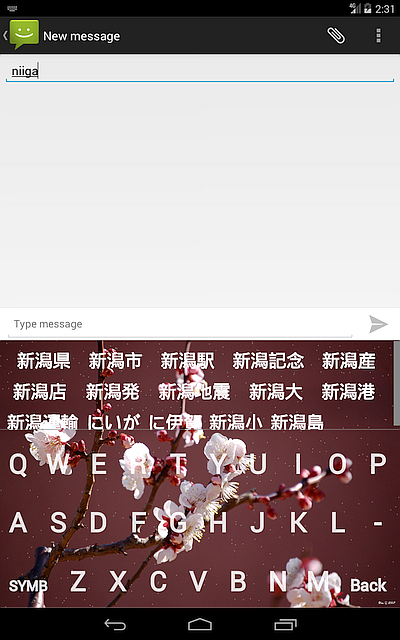 2:31
New message
niiga
Type message
新潟県 新潟市 新潟駅 新潟記念 新潟産
新潟店 新潟発 新潟地震 新潟大 新潟港
新潟運輸 にいが に伊賀 新潟小 新潟島
Q W E R T Y U I O P
A S D F G H J K L -
SYMB Z X C V B N M Back